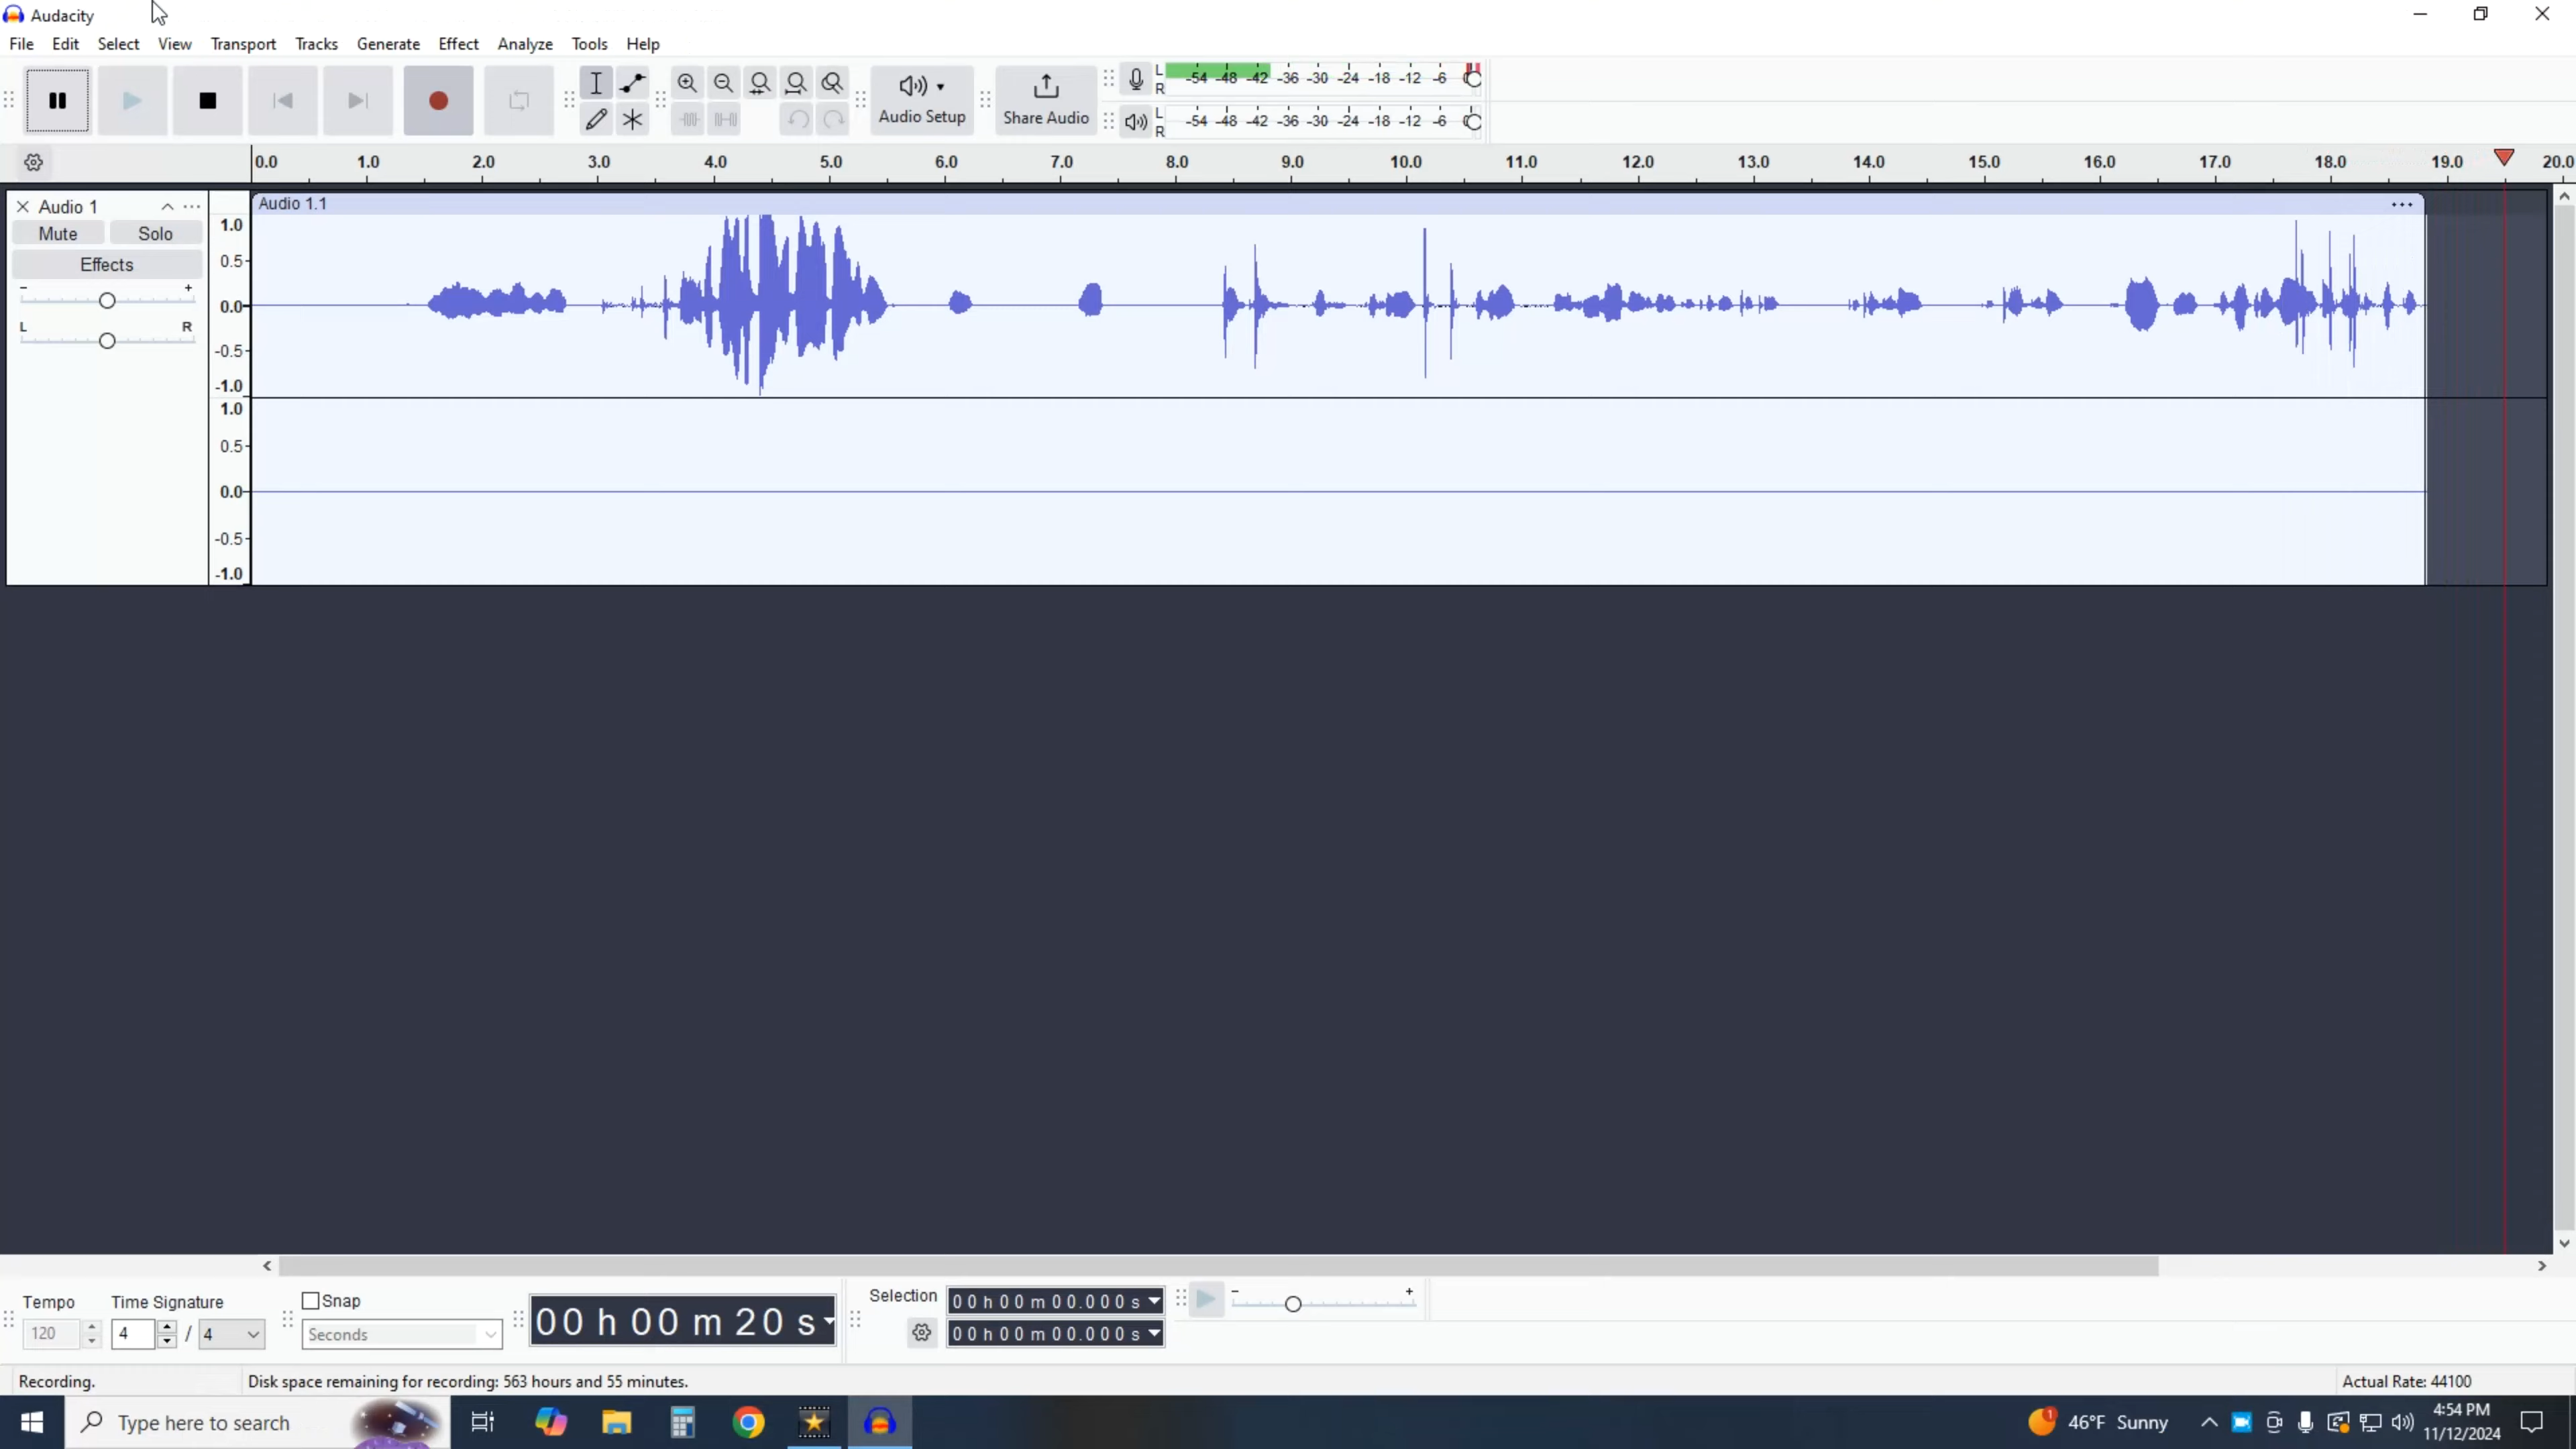 Audacity
File Edit Select View Transport Tracks Generate Effect Analyze Tools Help
Audio Setup
Share Audio
L R -54 -48 -42 -36 -30 -24 -18 -12 -6 0
L R -54 -48 -42 -36 -30 -24 -18 -12 -6 0
0.0 1.0 2.0 3.0 4.0 5.0 6.0 7.0 8.0 9.0 10.0 11.0 12.0 13.0 14.0 15.0 16.0 17.0 18.0 19.0 20.0
Audio 1
Audio 1.1
Mute Solo
Effects
- +
L R
1.0
0.5
0.0
-0.5
-1.0
1.0
0.5
0.0
-0.5
-1.0
Tempo Time Signature Snap
120 4 / 4 Seconds
00 h 00 m 20 s
Selection 00 h 00 m 00.000 s
00 h 00 m 00.000 s
- +
Recording. Disk space remaining for recording: 563 hours and 55 minutes. Actual Rate: 44100
Type here to search
1
46°F Sunny
4:54 PM
11/12/2024